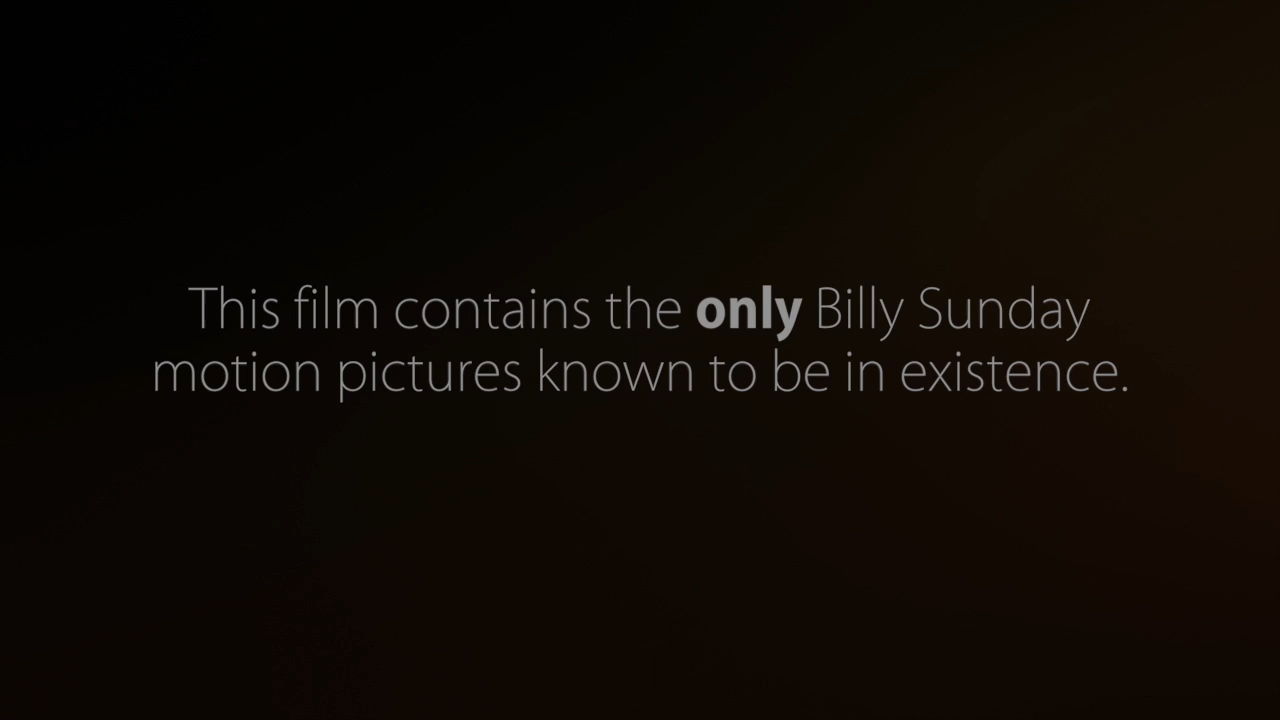 This film contains the only Billy Sunday
motion pictures known to be in existence.